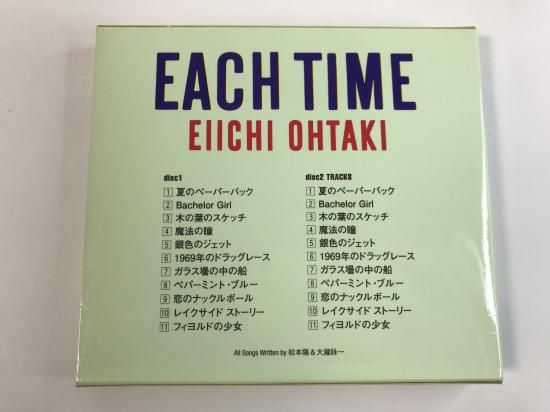 EACH TIME
EIICHI OHTAKI
disc1
1 夏のペーパーバック
2 Bachelor Girl
3 木の葉のスケッチ
4 魔法の瞳
5 銀色のジェット
6 1969年のドラッグレース
7 ガラス壜の中の船
8 ペパーミント・ブルー
9 恋のナックルボール
10 レイクサイド ストーリー
11 フィヨルドの少女
disc2 TRACKS
1 夏のペーパーバック
2 Bachelor Girl
3 木の葉のスケッチ
4 魔法の瞳
5 銀色のジェット
6 1969年のドラッグレース
7 ガラス壜の中の船
8 ペパーミント・ブルー
9 恋のナックルボール
10 レイクサイド ストーリー
11 フィヨルドの少女
All Songs Written by 松本隆 & 大瀧詠一